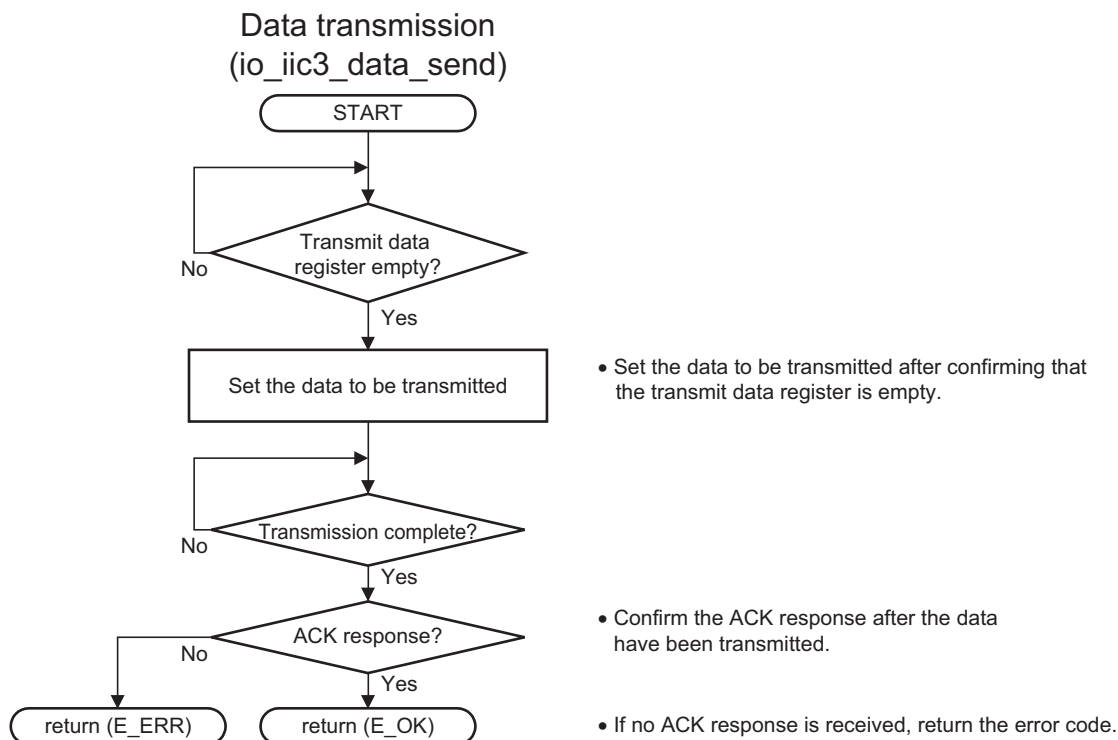 Data transmission
(io_iic3_data_send)
START
Transmit data
register empty?
No
Yes
Set the data to be transmitted
• Set the data to be transmitted after confirming that
the transmit data register is empty.
Transmission complete?
No
Yes
ACK response?
No
Yes
• Confirm the ACK response after the data
have been transmitted.
return (E_ERR)
return (E_OK)
• If no ACK response is received, return the error code.